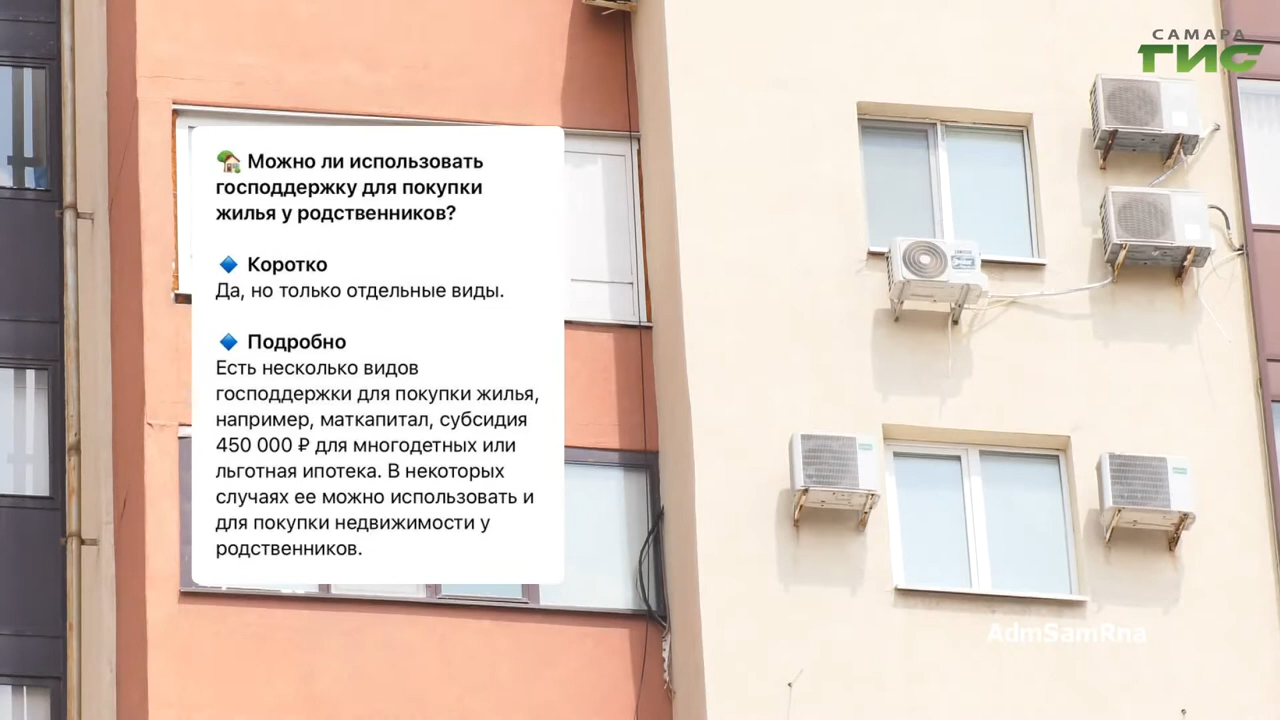 САМАРА
ГИС
Можно ли использовать
господдержку для покупки
жилья у родственников?
Коротко
Да, но только отдельные виды.
Подробно
Есть несколько видов
господдержки для покупки жилья,
например, маткапитал, субсидия
450 000 ₽ для многодетных или
льготная ипотека. В некоторых
случаях ее можно использовать и
для покупки недвижимости у
родственников.
AdmSamRna